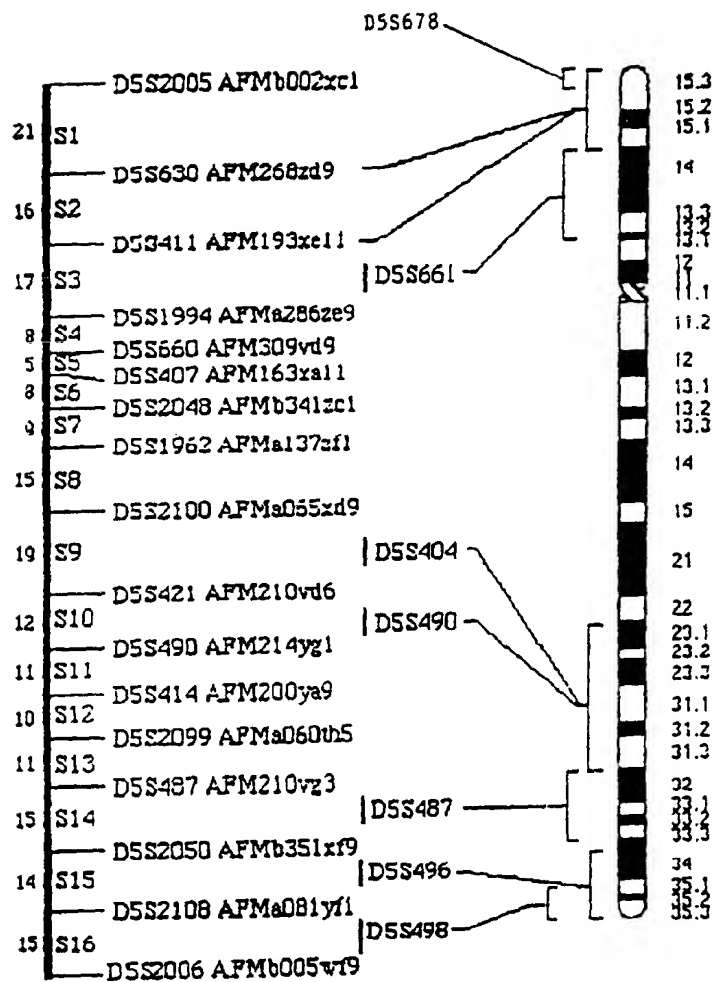 D5S678
D5S2005 AFMb002xc1
21 S1
D5S630 AFM268zd9
16 S2
D5S411 AFM193xe11
17 S3
D5S661
D5S1994 AFMa286ze9
8 S4
D5S660 AFM309vd9
5 S5
D5S407 AFM163xa11
8 S6
D5S2048 AFMb341zc1
9 S7
D5S1962 AFMa137zf1
15 S8
D5S2100 AFMa055xd9
19 S9
D5S404
D5S421 AFM210vd6
12 S10
D5S490
D5S490 AFM214yg1
11 S11
D5S414 AFM200ya9
10 S12
D5S2099 AFMa060th5
11 S13
D5S487 AFM210vz3
15 S14
D5S487
D5S2050 AFMb351xf9
14 S15
D5S496
D5S2108 AFMa081yf1
15 S16
D5S498
D5S2006 AFMb005wf9
15.3
15.2
15.1
14
13.3
13.2
13.1
12
11
11.1
11.2
12
13.1
13.2
13.3
14
15
21
22
23.1
23.2
23.3
31.1
31.2
31.3
32
33.1
33.2
33.3
34
35.1
35.2
35.3